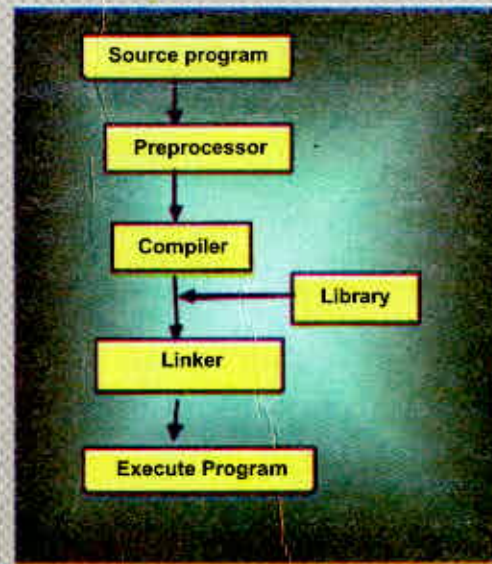 Source program
Preprocessor
Compiler
Library
Linker
Execute Program